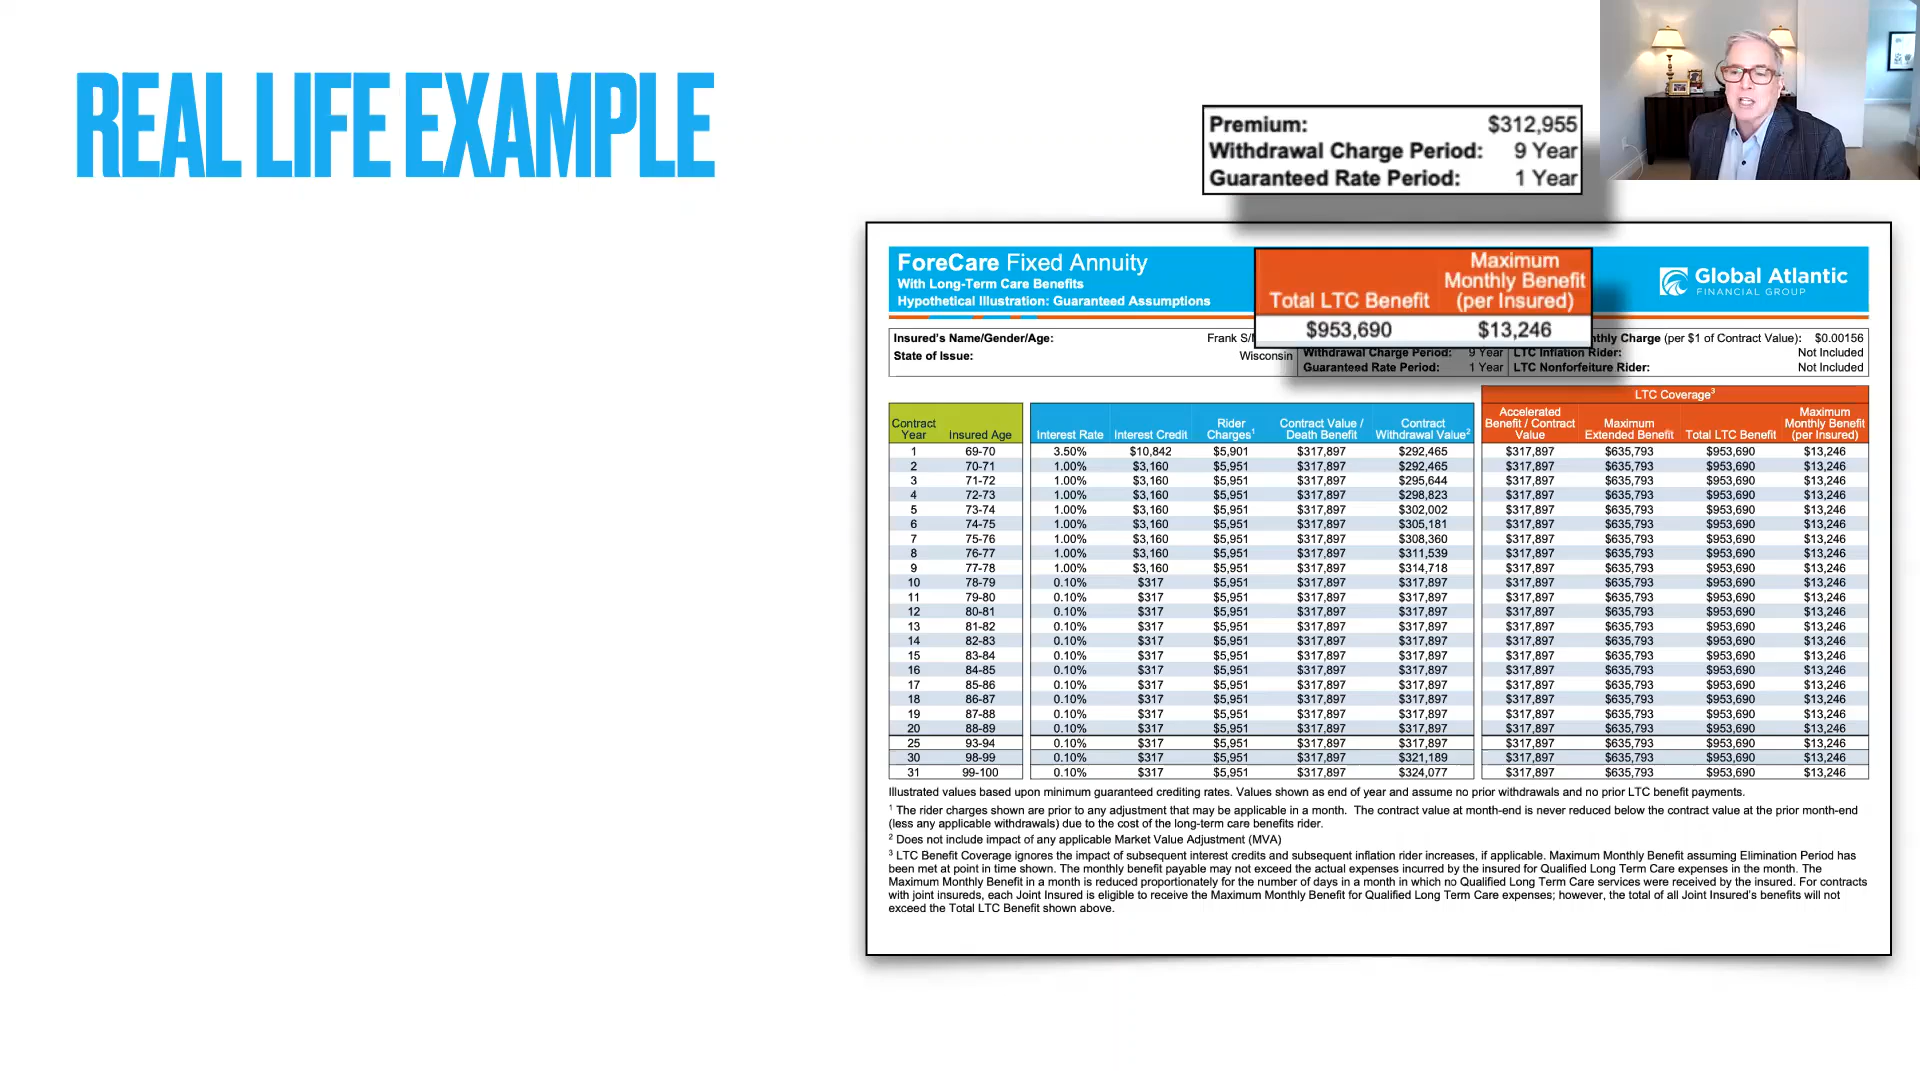 REAL LIFE EXAMPLE
Premium: $312,955
Withdrawal Charge Period: 9 Year
Guaranteed Rate Period: 1 Year
ForeCare Fixed Annuity
With Long-Term Care Benefits
Hypothetical Illustration: Guaranteed Assumptions
Total LTC Benefit Maximum Monthly Benefit (per Insured)
$953,690 $13,246
Global Atlantic
FINANCIAL GROUP
Insured's Name/Gender/Age: Frank S/
State of Issue: Wisconsin
Withdrawal Charge Period: 9 Year
Guaranteed Rate Period: 1 Year
nthly Charge (per $1 of Contract Value): $0.00156
LTC Inflation Rider: Not Included
LTC Nonforfeiture Rider: Not Included
LTC Coverage3
Contract Year Insured Age Interest Rate Interest Credit Rider Charges1 Contract Value / Death Benefit Contract Withdrawal Value2 Accelerated Benefit / Contract Value Maximum Extended Benefit Total LTC Benefit Maximum Monthly Benefit (per Insured)
1 69-70 3.50% $10,842 $5,901 $317,897 $292,465 $317,897 $635,793 $953,690 $13,246
2 70-71 1.00% $3,160 $5,951 $317,897 $292,465 $317,897 $635,793 $953,690 $13,246
3 71-72 1.00% $3,160 $5,951 $317,897 $295,644 $317,897 $635,793 $953,690 $13,246
4 72-73 1.00% $3,160 $5,951 $317,897 $298,823 $317,897 $635,793 $953,690 $13,246
5 73-74 1.00% $3,160 $5,951 $317,897 $302,002 $317,897 $635,793 $953,690 $13,246
6 74-75 1.00% $3,160 $5,951 $317,897 $305,181 $317,897 $635,793 $953,690 $13,246
7 75-76 1.00% $3,160 $5,951 $317,897 $308,360 $317,897 $635,793 $953,690 $13,246
8 76-77 1.00% $3,160 $5,951 $317,897 $311,539 $317,897 $635,793 $953,690 $13,246
9 77-78 1.00% $3,160 $5,951 $317,897 $314,718 $317,897 $635,793 $953,690 $13,246
10 78-79 0.10% $317 $5,951 $317,897 $317,897 $317,897 $635,793 $953,690 $13,246
11 79-80 0.10% $317 $5,951 $317,897 $317,897 $317,897 $635,793 $953,690 $13,246
12 80-81 0.10% $317 $5,951 $317,897 $317,897 $317,897 $635,793 $953,690 $13,246
13 81-82 0.10% $317 $5,951 $317,897 $317,897 $317,897 $635,793 $953,690 $13,246
14 82-83 0.10% $317 $5,951 $317,897 $317,897 $317,897 $635,793 $953,690 $13,246
15 83-84 0.10% $317 $5,951 $317,897 $317,897 $317,897 $635,793 $953,690 $13,246
16 84-85 0.10% $317 $5,951 $317,897 $317,897 $317,897 $635,793 $953,690 $13,246
17 85-86 0.10% $317 $5,951 $317,897 $317,897 $317,897 $635,793 $953,690 $13,246
18 86-87 0.10% $317 $5,951 $317,897 $317,897 $317,897 $635,793 $953,690 $13,246
19 87-88 0.10% $317 $5,951 $317,897 $317,897 $317,897 $635,793 $953,690 $13,246
20 88-89 0.10% $317 $5,951 $317,897 $317,897 $317,897 $635,793 $953,690 $13,246
25 93-94 0.10% $317 $5,951 $317,897 $317,897 $317,897 $635,793 $953,690 $13,246
30 98-99 0.10% $317 $5,951 $317,897 $321,189 $317,897 $635,793 $953,690 $13,246
31 99-100 0.10% $317 $5,951 $317,897 $324,077 $317,897 $635,793 $953,690 $13,246
Illustrated values based upon minimum guaranteed crediting rates. Values shown as end of year and assume no prior withdrawals and no prior LTC benefit payments.
1 The rider charges shown are prior to any adjustment that may be applicable in a month. The contract value at month-end is never reduced below the contract value at the prior month-end
(less any applicable withdrawals) due to the cost of the long-term care benefits rider.
2 Does not include impact of any applicable Market Value Adjustment (MVA)
3 LTC Benefit Coverage ignores the impact of subsequent interest credits and subsequent inflation rider increases, if applicable. Maximum Monthly Benefit assuming Elimination Period has
been met at point in time shown. The monthly benefit payable may not exceed the actual expenses incurred by the insured for Qualified Long Term Care expenses in the month. The
Maximum Monthly Benefit in a month is reduced proportionately for the number of days in a month in which no Qualified Long Term Care services were received by the insured. For contracts
with joint insureds, each Joint Insured is eligible to receive the Maximum Monthly Benefit for Qualified Long Term Care expenses; however, the total of all Joint Insured's benefits will not
exceed the Total LTC Benefit shown above.